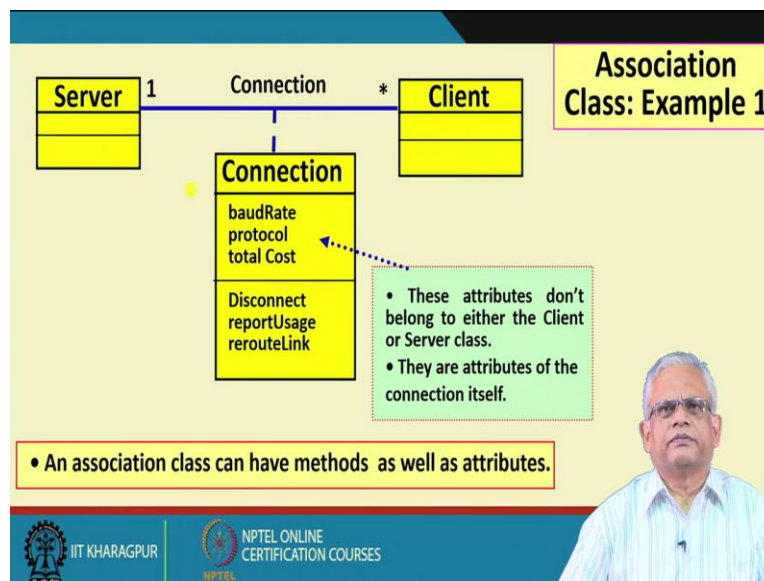 Association
Class: Example 1
Server
1
Connection
*
Client
Connection
baudRate
protocol
total Cost
Disconnect
reportUsage
rerouteLink
• These attributes don't
belong to either the Client
or Server class.
• They are attributes of the
connection itself.
• An association class can have methods as well as attributes.
IIT KHARAGPUR
NPTEL
NPTEL ONLINE
CERTIFICATION COURSES